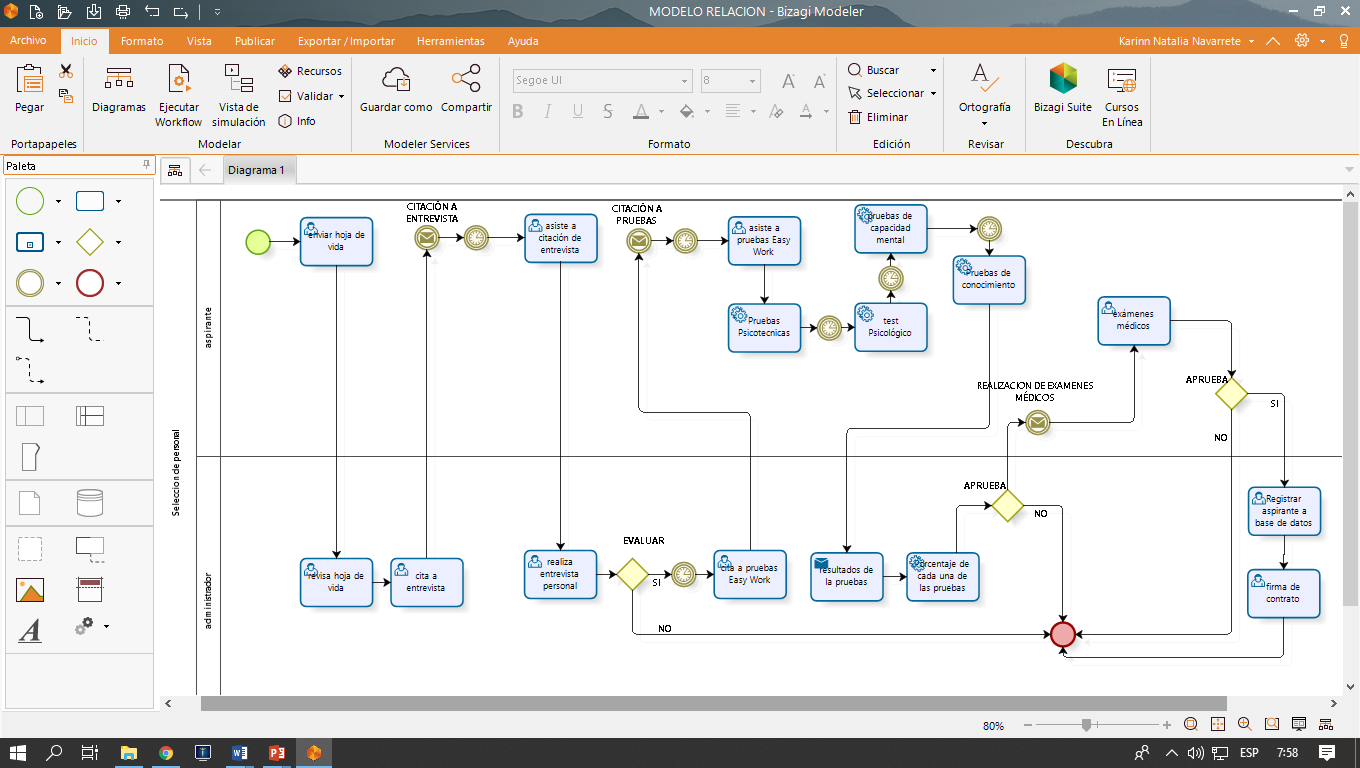 MODELO RELACION - Bizagi Modeler
Archivo
Inicio
Formato
Vista
Publicar
Exportar / Importar
Herramientas
Ayuda
Karinn Natalia Navarrete
Pegar
Portapapeles
Diagramas
Ejecutar
Workflow
Vista de
simulación
Recursos
Validar
Info
Modelar
Guardar como
Compartir
Modeler Services
Segoe UI
8
A
A
B
I
U
S
A
A
Formato
Buscar
Seleccionar
Eliminar
Edición
Ortografía
Revisar
Bizagi Suite
Cursos
En Línea
Descubra
Paleta
Diagrama 1
Seleccion de personal
aspirante
administrador
enviar hoja de
vida
CITACIÓN A
ENTREVISTA
asiste a
citación de
entrevista
CITACIÓN A
PRUEBAS
asiste a
pruebas Easy
Work
Pruebas
Psicotecnicas
test
Psicológico
pruebas de
capacidad
mental
Pruebas de
conocimiento
REALIZACION DE EXAMENES
MÉDICOS
exámenes
médicos
APRUEBA
SI
NO
revisa hoja de
vida
cita a
entrevista
realiza
entrevista
personal
EVALUAR
SI
NO
cita a pruebas
Easy Work
resultados de
la pruebas
Porcentaje de
cada una de
las pruebas
APRUEBA
NO
Registrar
aspirante a
base de datos
firma de
contrato
A
80%
ESP
7:58